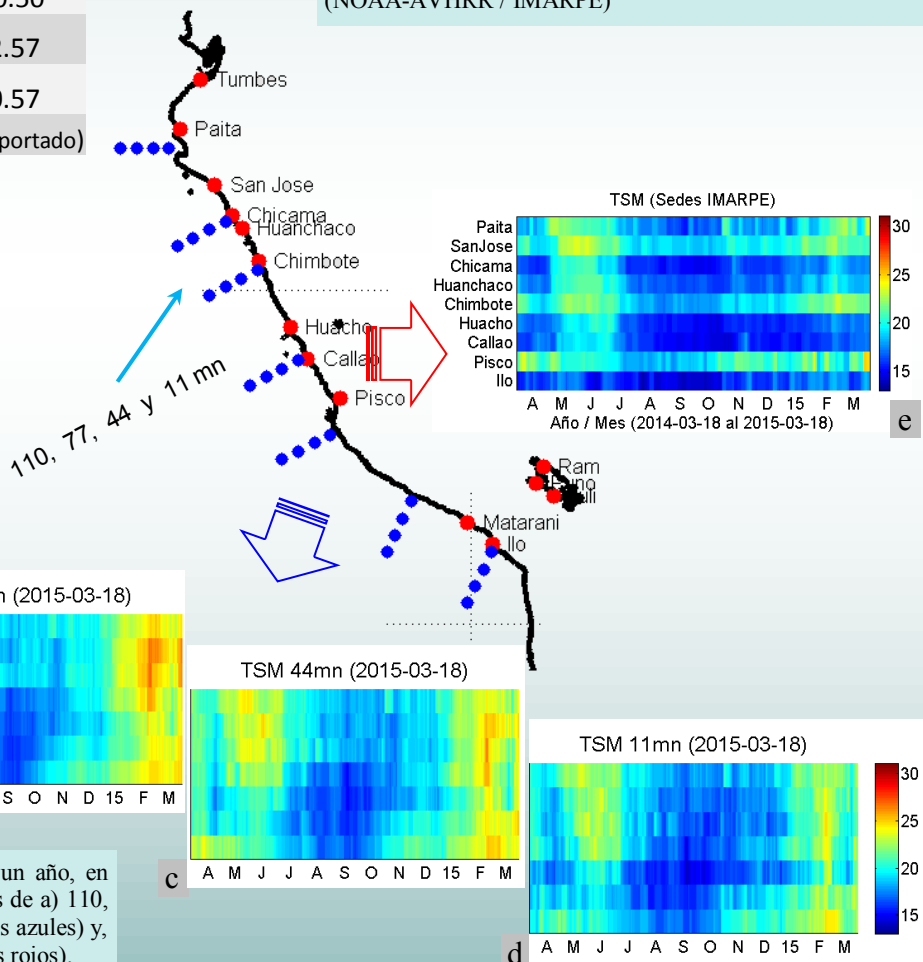 2.57
0.57
portado)
(NOAA-AVHRR / IMARPE)
Tumbes
Paita
San Jose
Chicama
Huanchaco
Chimbote
Huacho
Callao
Pisco
Matarani
Ilo
Ram
110, 77, 44 y 11 mn
TSM (Sedes IMARPE)
Paita
SanJose
Chicama
Huanchaco
Chimbote
Huacho
Callao
Pisco
Ilo
30
25
20
15
A M J J A S O N D 15 F M
Año / Mes (2014-03-18 al 2015-03-18)
e
n (2015-03-18)
S O N D 15 F M
TSM 44mn (2015-03-18)
A M J J A S O N D 15 F M
c
TSM 11mn (2015-03-18)
30
25
20
15
A M J J A S O N D 15 F M
d
un año, en
s de a) 110,
s azules) y,
s rojos).